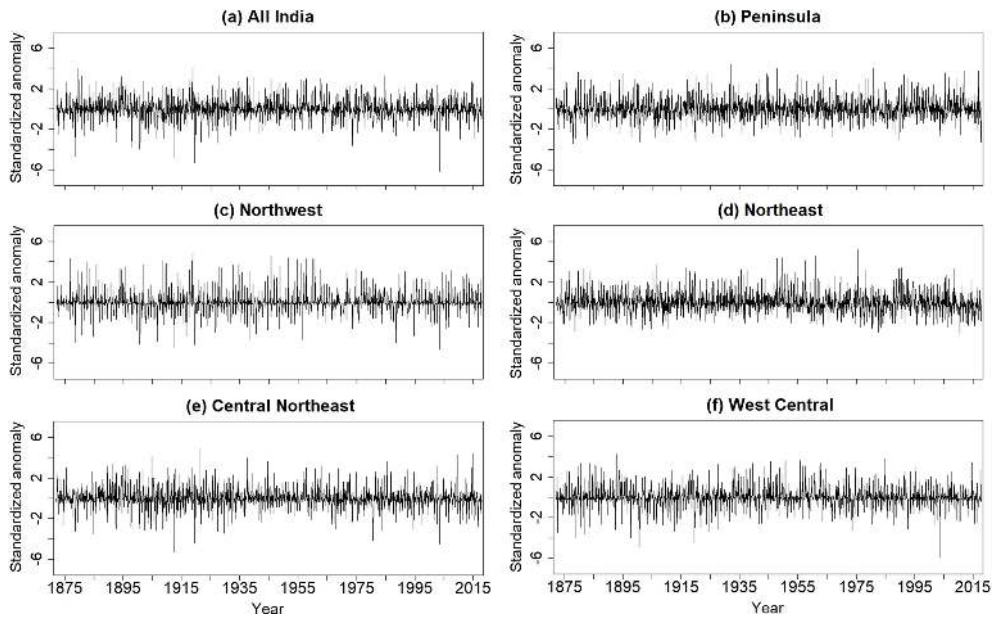 (a) All India
Standardized anomaly
6
2
-2
-6
(b) Peninsula
Standardized anomaly
6
2
-2
-6
(c) Northwest
Standardized anomaly
6
2
-2
-6
(d) Northeast
Standardized anomaly
6
2
-2
-6
(e) Central Northeast
Standardized anomaly
6
2
-2
-6
1875 1895 1915 1935 1955 1975 1995 2015
Year
(f) West Central
Standardized anomaly
6
2
-2
-6
1875 1895 1915 1935 1955 1975 1995 2015
Year